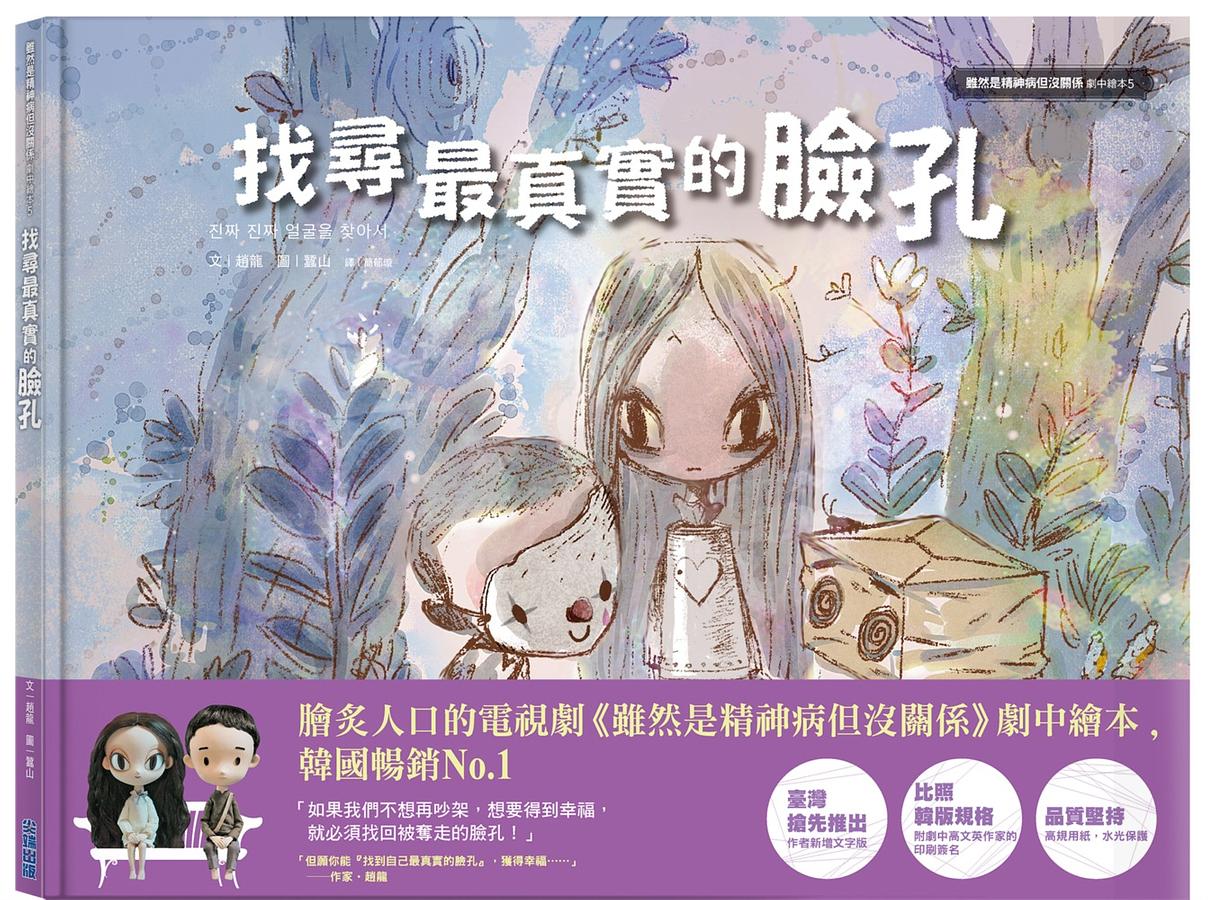 雖然是精神病但沒關係 劇中繪本5
找尋最真實的臉孔
진짜 진짜 얼굴을 찾아서
文｜趙龍 圖｜蠶山 譯｜簡郁璇
雖然是精神病但沒關係 劇中繪本5
找尋最真實的臉孔
文｜趙龍 圖｜蠶山
尖端出版
膾炙人口的電視劇《雖然是精神病但沒關係》劇中繪本，
韓國暢銷No.1
「如果我們不想再吵架，想要得到幸福，
就必須找回被奪走的臉孔！」
「但願你能『找到自己最真實的臉孔』，獲得幸福⋯⋯」
──作家‧趙龍
臺灣
搶先推出
作者新增文字版
比照
韓版規格
附劇中高文英作家的
印刷簽名
品質堅持
高規用紙，水光保護